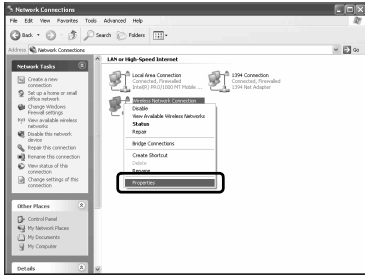 Network Connections
File Edit View Favorites Tools Advanced Help
Back Search Folders
Address Network Connections Go
Network Tasks
Create a new connection
Set up a home or small office network
Change Windows Firewall settings
View available wireless networks
Disable this network device
Repair this connection
Rename this connection
View status of this connection
Change settings of this connection
Other Places
Control Panel
My Network Places
My Documents
My Computer
Details
LAN or High-Speed Internet
Local Area Connection
Connected, Firewalled
Intel(R) PRO/1000 MT Mobile ...
1394 Connection
Connected, Firewalled
1394 Net Adapter
Wireless Network Connection
Disable
View Available Wireless Networks
Status
Repair
Bridge Connections
Create Shortcut
Delete
Rename
Properties